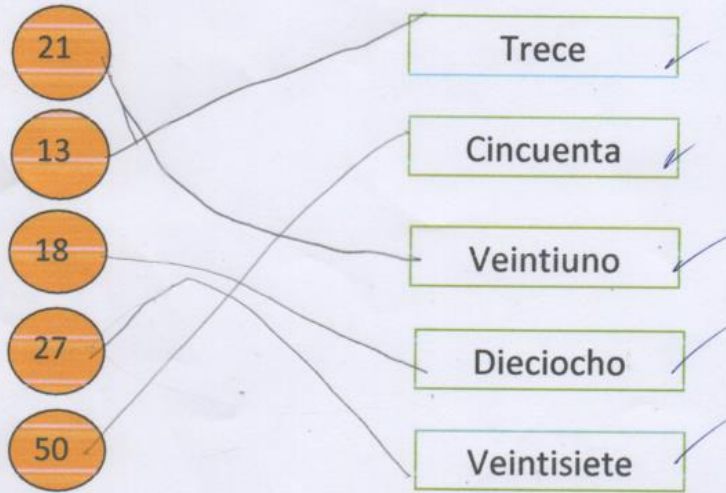 21 Trece
13 Cincuenta
18 Veintiuno
27 Dieciocho
50 Veintisiete